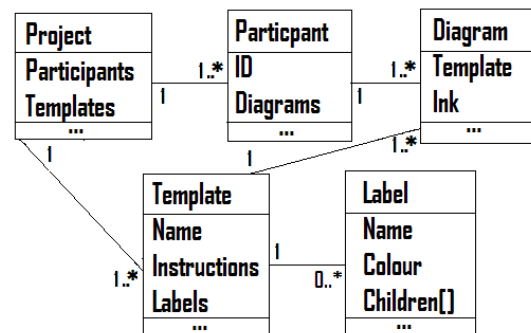 Project
Participants
Templates
...
1
1..*
Particpant
ID
Diagrams
...
1
1..*
Diagram
Template
Ink
...
1
1..*
1
1..*
Template
Name
Instructions
Labels
...
1
0..*
Label
Name
Colour
Children[]
...